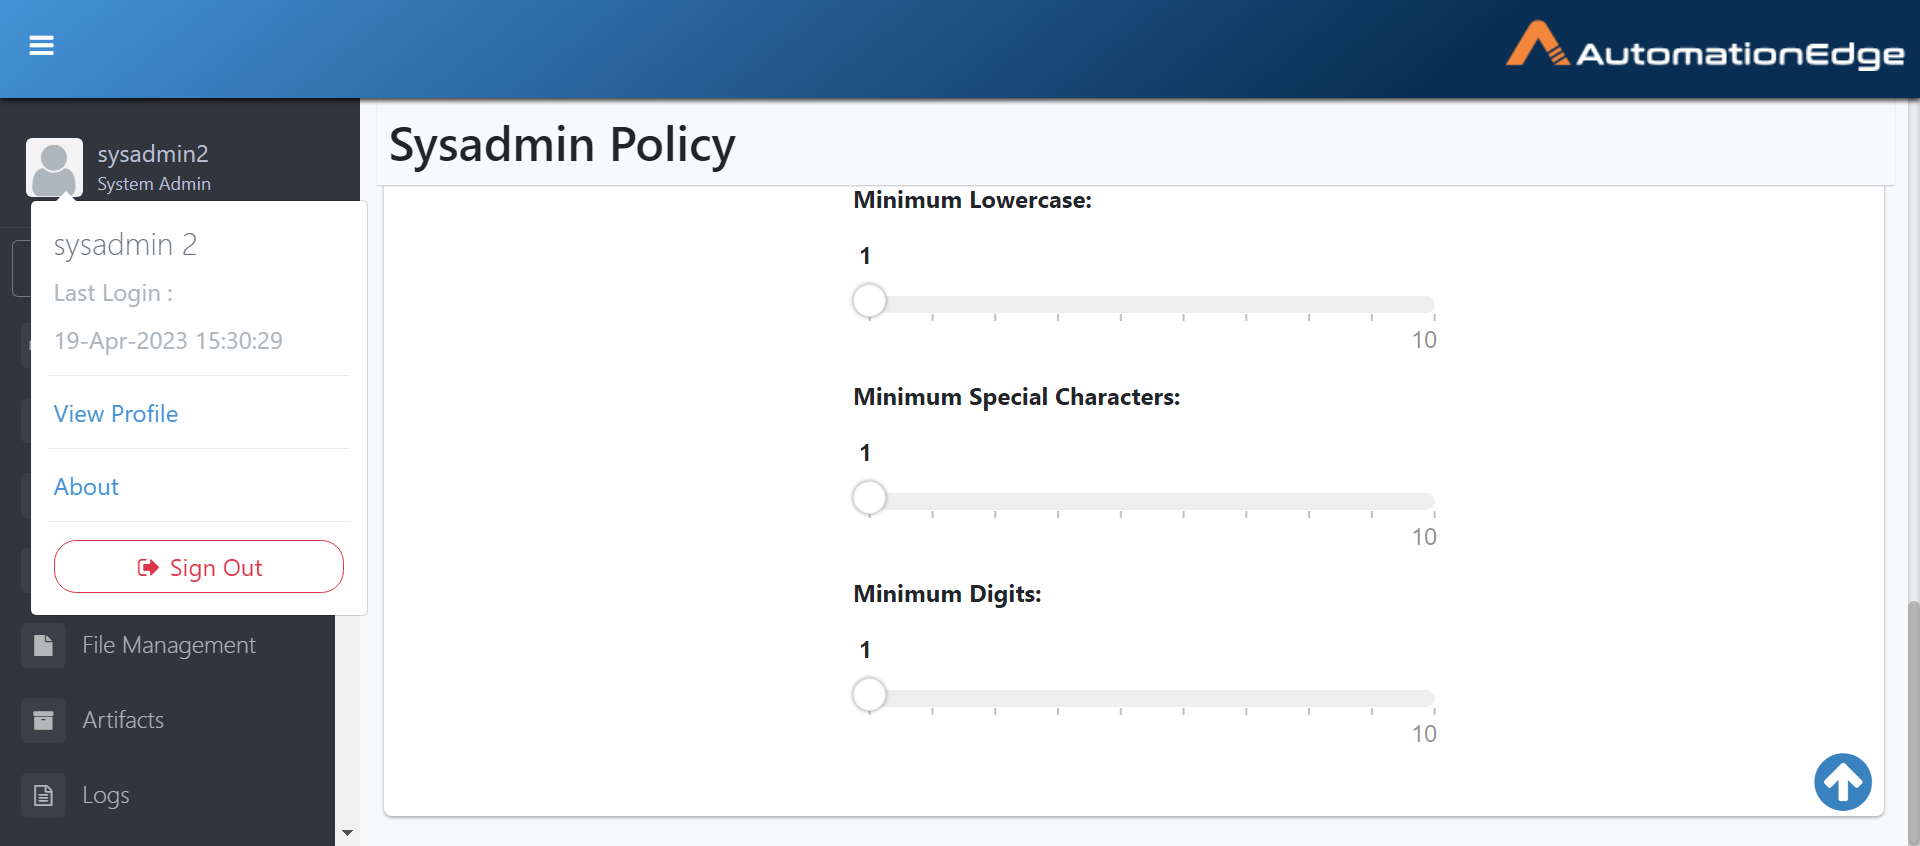 AutomationEdge
sysadmin2
System Admin
sysadmin 2
Last Login :
19-Apr-2023 15:30:29
View Profile
About
Sign Out
File Management
Artifacts
Logs
Sysadmin Policy
Minimum Lowercase:
1
10
Minimum Special Characters:
1
10
Minimum Digits:
1
10